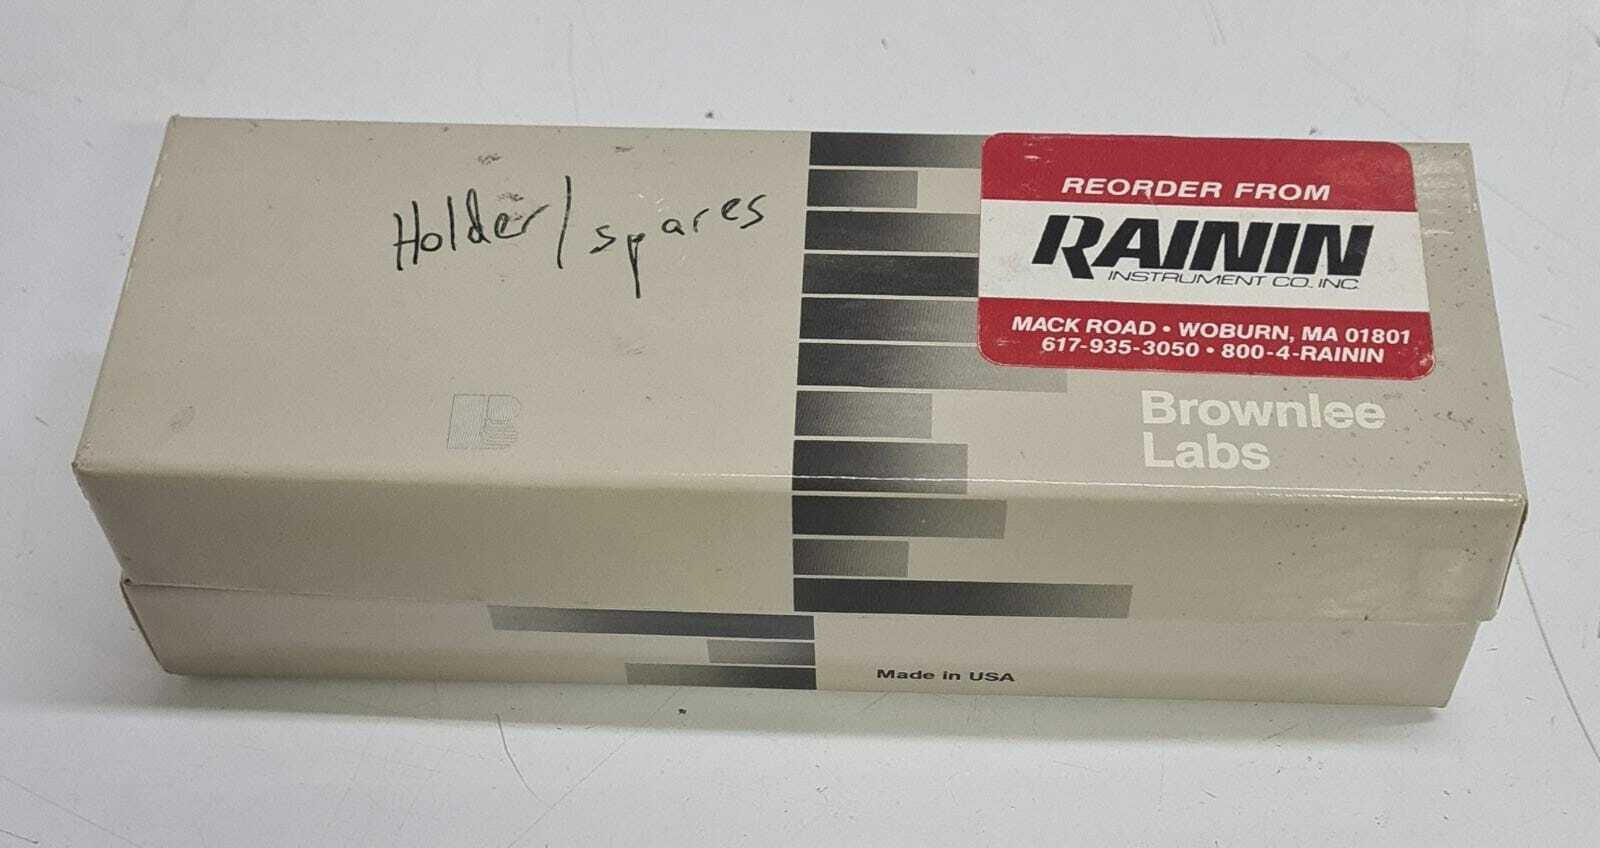 Holder/spares
REORDER FROM
RAININ
INSTRUMENT CO. INC.
MACK ROAD • WOBURN, MA 01801
617-935-3050 • 800-4-RAININ
Brownlee
Labs
Made in USA